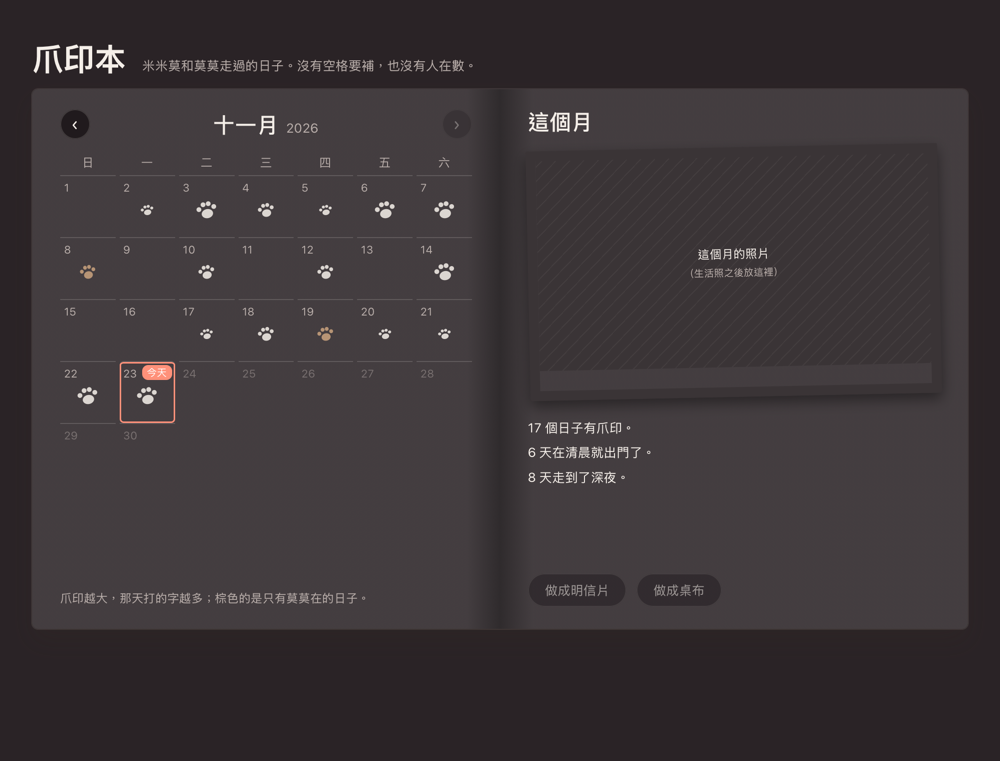 爪印本
米米莫和莫莫走過的日子。沒有空格要補，也沒有人在數。
‹ 十一月 2026 ›
日 一 二 三 四 五 六
1 2 3 4 5 6 7
8 9 10 11 12 13 14
15 16 17 18 19 20 21
22 23 今天 24 25 26 27 28
29 30
爪印越大，那天打的字越多；棕色的是只有莫莫在的日子。
這個月
這個月的照片
（生活照之後放這裡）
17 個日子有爪印。
6 天在清晨就出門了。
8 天走到了深夜。
做成明信片 做成桌布